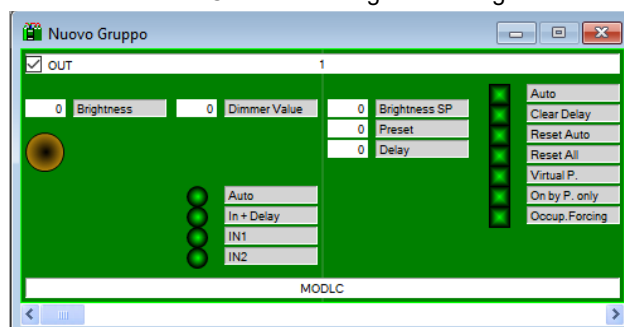 Nuovo Gruppo
OUT 1
0 Brightness 0 Dimmer Value 0 Brightness SP
0 Preset
0 Delay
Auto
Clear Delay
Reset Auto
Reset All
Virtual P.
On by P. only
Occup.Forcing
Auto
In + Delay
IN1
IN2
MODLC